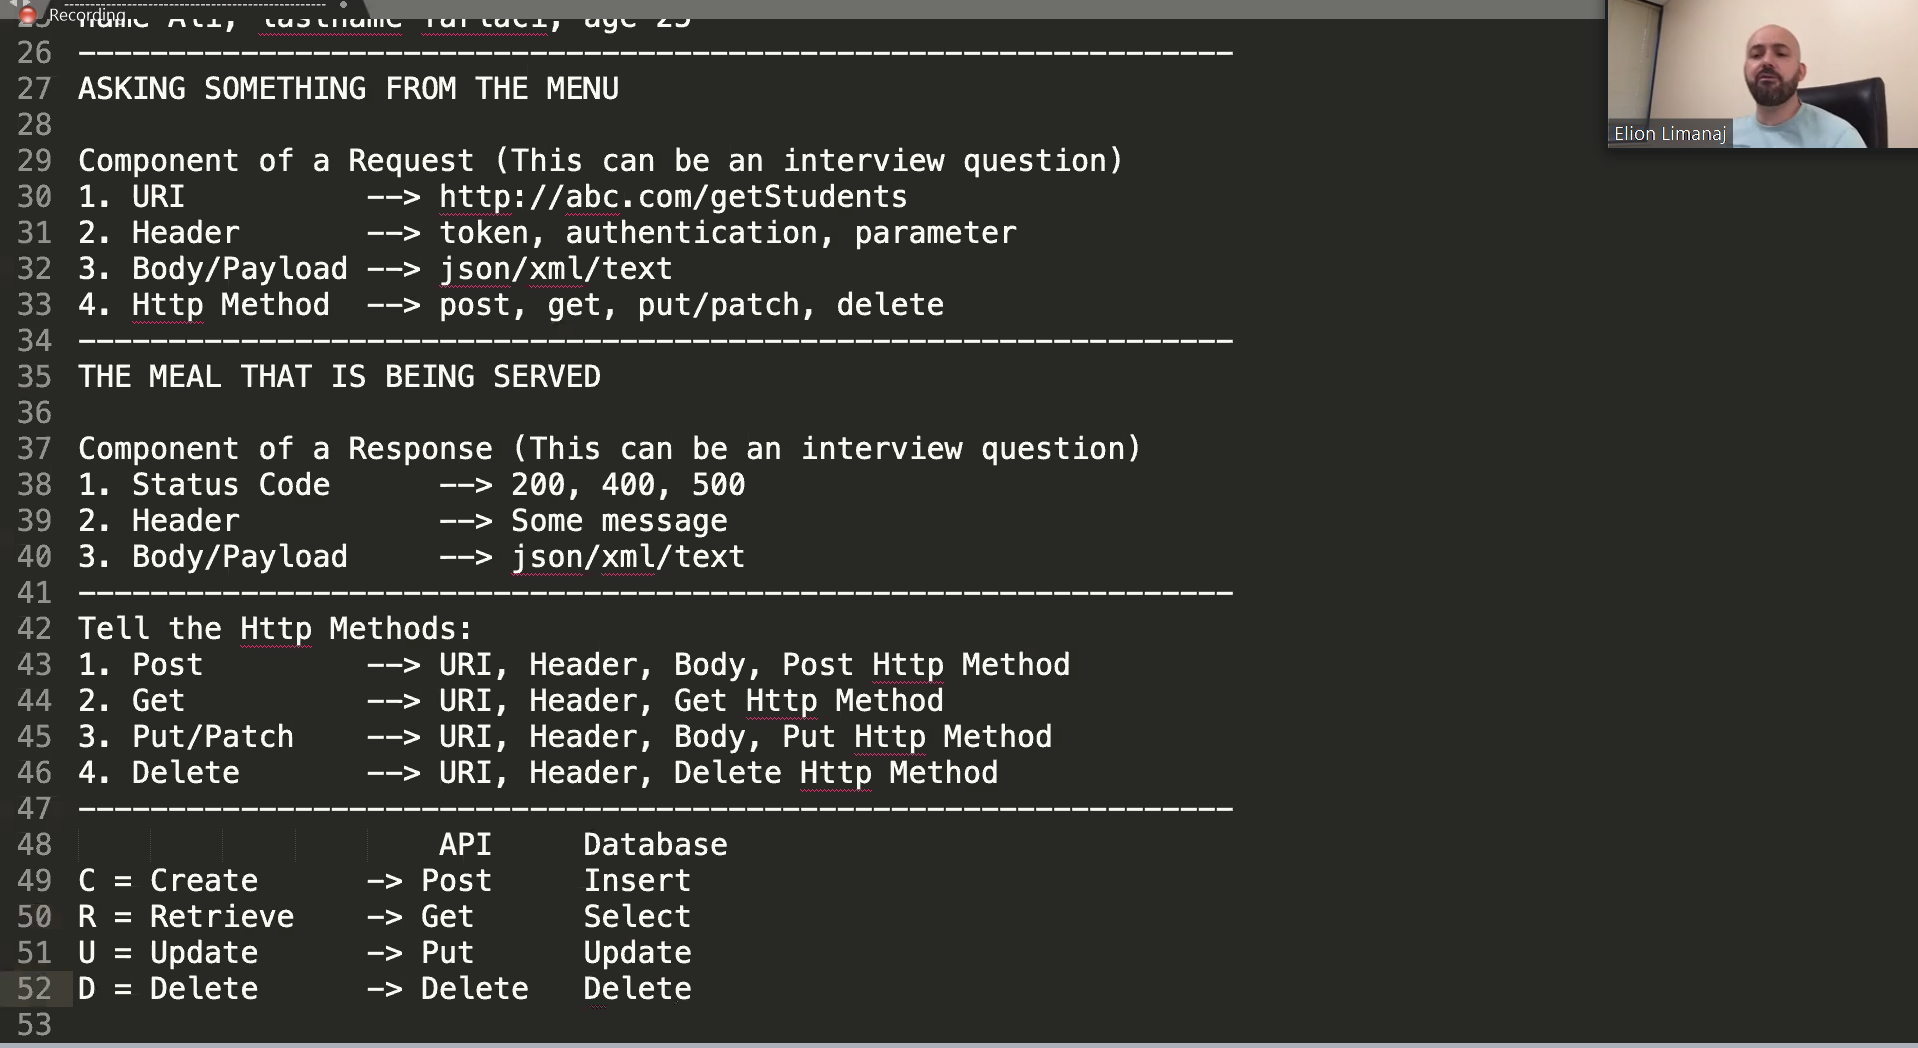 Recording
25 name Ali, lastname Yartaci, age 25
26 ----------------------------------------------------------------
27 ASKING SOMETHING FROM THE MENU
28
29 Component of a Request (This can be an interview question)
30 1. URI --> http://abc.com/getStudents
31 2. Header --> token, authentication, parameter
32 3. Body/Payload --> json/xml/text
33 4. Http Method --> post, get, put/patch, delete
34 ----------------------------------------------------------------
35 THE MEAL THAT IS BEING SERVED
36
37 Component of a Response (This can be an interview question)
38 1. Status Code --> 200, 400, 500
39 2. Header --> Some message
40 3. Body/Payload --> json/xml/text
41 ----------------------------------------------------------------
42 Tell the Http Methods:
43 1. Post --> URI, Header, Body, Post Http Method
44 2. Get --> URI, Header, Get Http Method
45 3. Put/Patch --> URI, Header, Body, Put Http Method
46 4. Delete --> URI, Header, Delete Http Method
47 ----------------------------------------------------------------
48 API Database
49 C = Create -> Post Insert
50 R = Retrieve -> Get Select
51 U = Update -> Put Update
52 D = Delete -> Delete Delete
53
Elion Limanaj